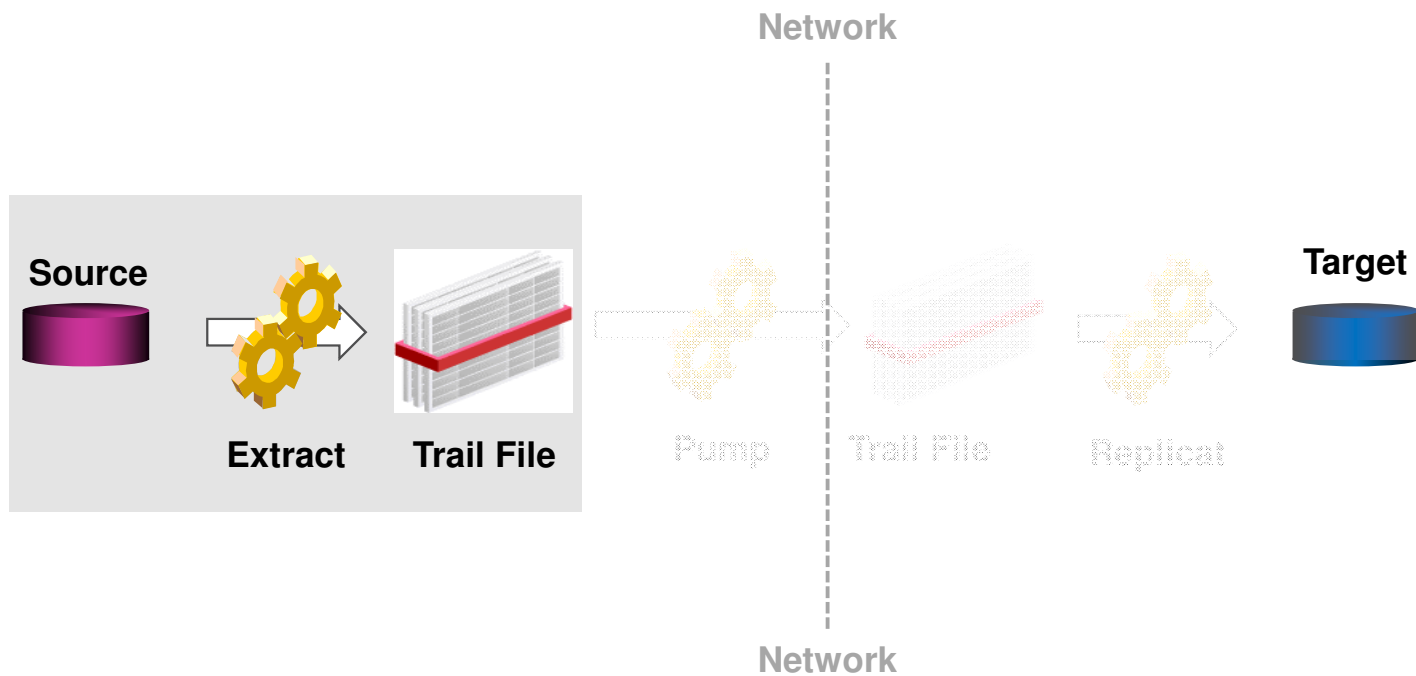 Network
Source
Target
Extract
Trail File
Pump
Trail File
Replicat
Network